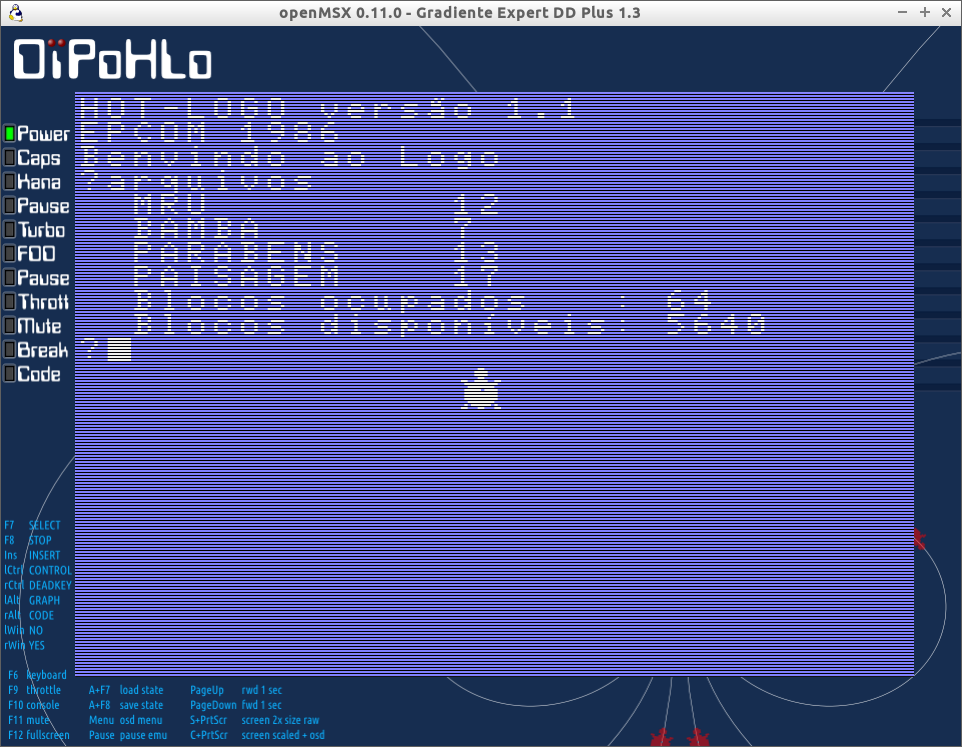 openMSX 0.11.0 - Gradiente Expert DD Plus 1.3
DïPoHLo
Power
Caps
Kana
Pause
Turbo
FDD
Pause
Thrott
Mute
Break
Code
HOT-LOGO versão 1.1
EPCOM 1986
Benvindo ao Logo
?arquivos
MRU 12
BAMBA 7
PARABENS 13
PAISAGEM 17
Blocos ocupados : 64
Blocos disponíveis: 5640
?
F7 SELECT
F8 STOP
Ins INSERT
lCtrl CONTROL
rCtrl DEADKEY
lAlt GRAPH
rAlt CODE
lWin NO
rWin YES
F6 keyboard
F9 throttle A+F7 load state PageUp rwd 1 sec
F10 console A+F8 save state PageDown fwd 1 sec
F11 mute Menu osd menu S+PrtScr screen 2x size raw
F12 fullscreen Pause pause emu C+PrtScr screen scaled + osd